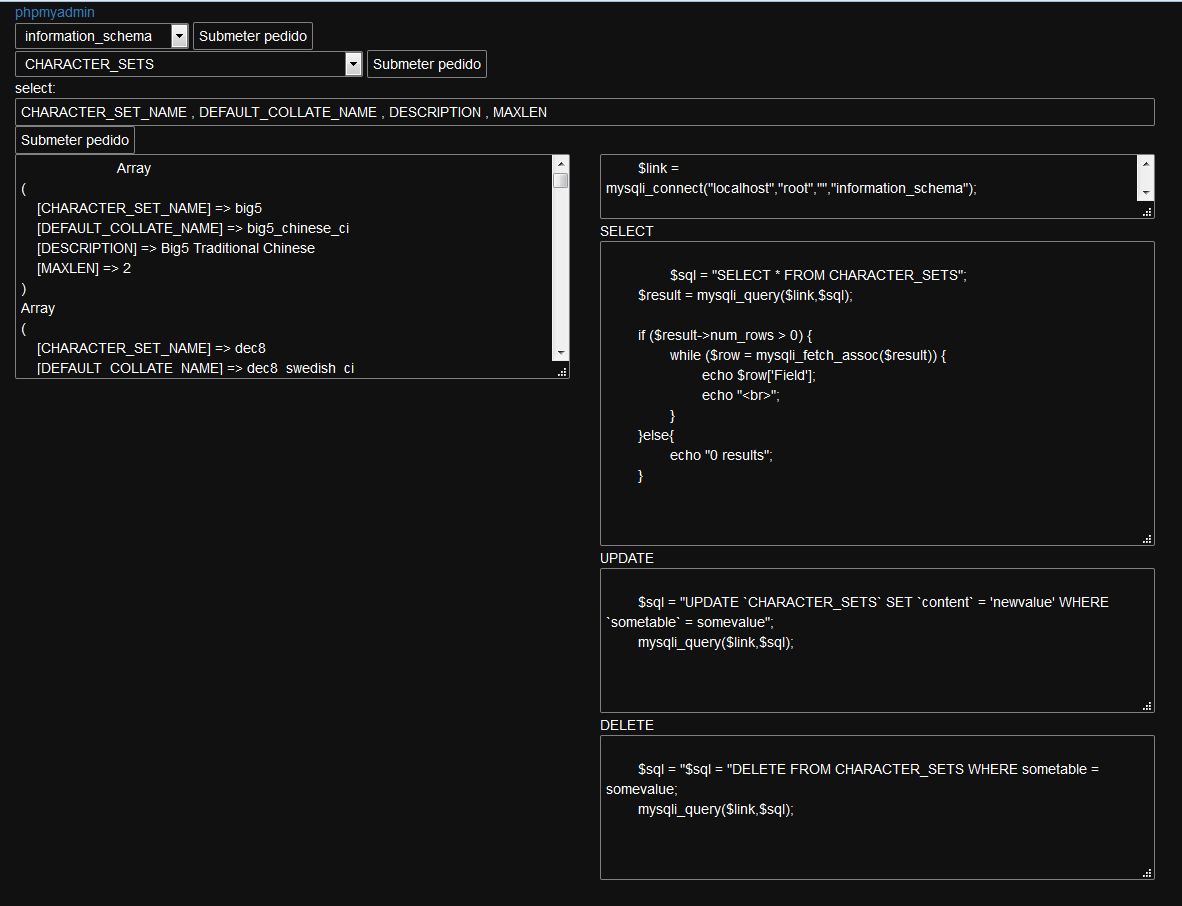 phpmyadmin
information_schema Submeter pedido
CHARACTER_SETS Submeter pedido
select:
CHARACTER_SET_NAME , DEFAULT_COLLATE_NAME , DESCRIPTION , MAXLEN
Submeter pedido
Array
(
[CHARACTER_SET_NAME] => big5
[DEFAULT_COLLATE_NAME] => big5_chinese_ci
[DESCRIPTION] => Big5 Traditional Chinese
[MAXLEN] => 2
)
Array
(
[CHARACTER_SET_NAME] => dec8
[DEFAULT_COLLATE_NAME] => dec8_swedish_ci
$link =
mysqli_connect("localhost","root","","information_schema");
SELECT
$sql = "SELECT * FROM CHARACTER_SETS";
$result = mysqli_query($link,$sql);
if ($result->num_rows > 0) {
while ($row = mysqli_fetch_assoc($result)) {
echo $row['Field'];
echo "<br>";
}
}else{
echo "0 results";
}
UPDATE
$sql = "UPDATE `CHARACTER_SETS` SET `content` = 'newvalue' WHERE
`sometable` = somevalue";
mysqli_query($link,$sql);
DELETE
$sql = "$sql = "DELETE FROM CHARACTER_SETS WHERE sometable =
somevalue;
mysqli_query($link,$sql);